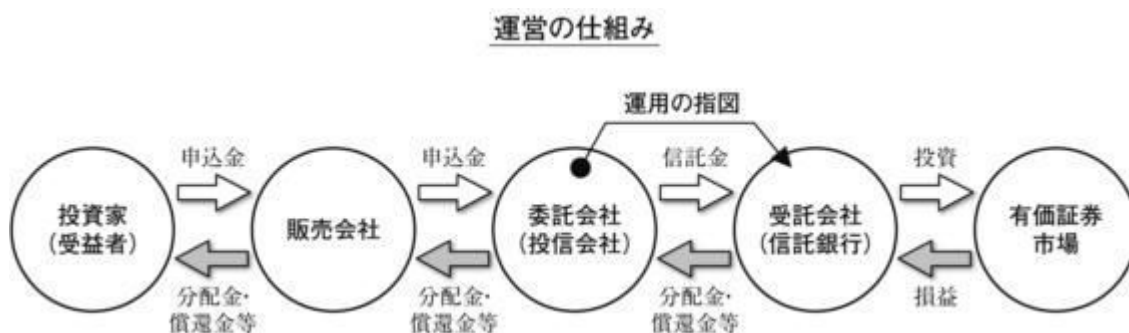 運営の仕組み
運用の指図
申込金
申込金
信託金
投資
投資家
（受益者）
販売会社
委託会社
（投信会社）
受託会社
（信託銀行）
有価証券
市場
分配金・
償還金等
分配金・
償還金等
分配金・
償還金等
損益